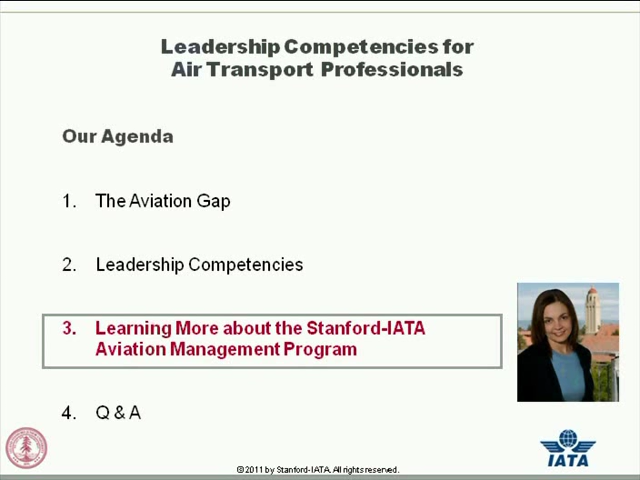 Leadership Competencies for
Air Transport Professionals
Our Agenda
1. The Aviation Gap
2. Leadership Competencies
3. Learning More about the Stanford-IATA
Aviation Management Program
4. Q & A
IATA
© 2011 by Stanford-IATA. All rights reserved.